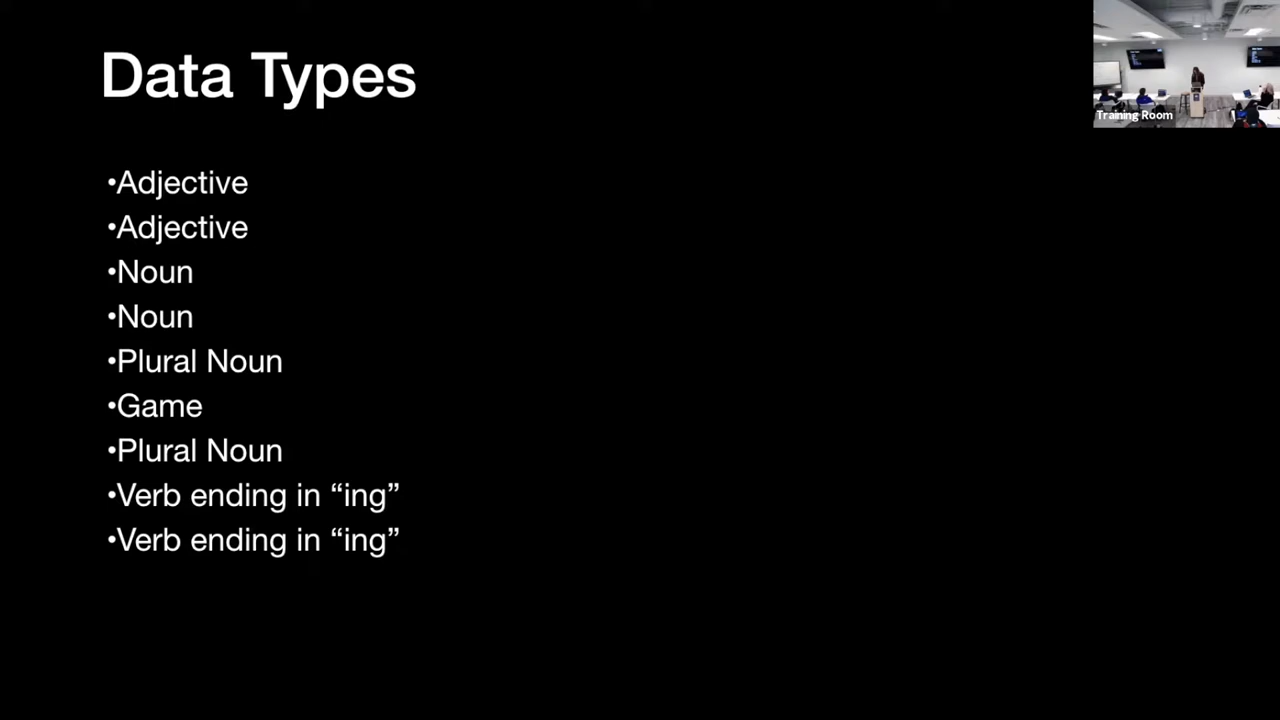 Data Types
•Adjective
•Adjective
•Noun
•Noun
•Plural Noun
•Game
•Plural Noun
•Verb ending in “ing”
•Verb ending in “ing”
Training Room